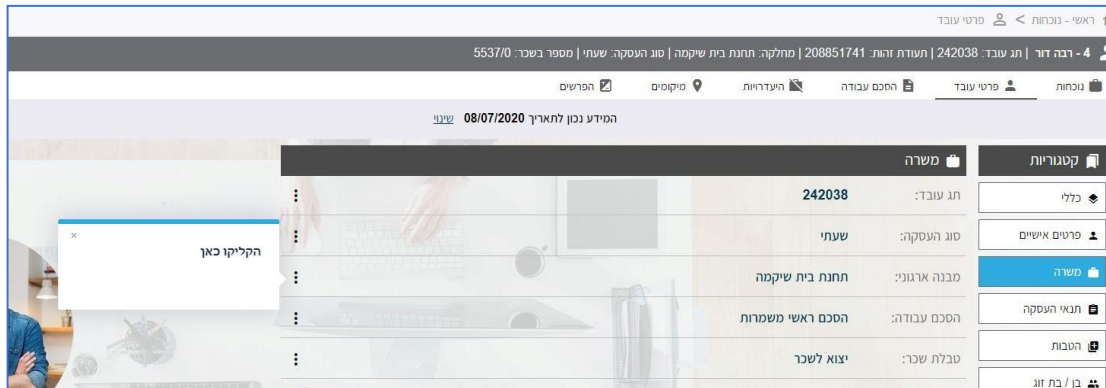 ראשי - נוכחות > פרטי עובד
4 - רבה דור | תג עובד: 242038 | תעודת זהות: 208851741 | מחלקה: תחנת בית שיקמה | סוג העסקה: שעתי | מספר בשכר: 5537/0
נוכחות פרטי עובד הסכם עבודה היעדרויות מיקומים הפרשים
המידע נכון לתאריך 08/07/2020 שינוי
קטגוריות
כללי
פרטים אישיים
משרה
תנאי העסקה
הטבות
בן / בת זוג
משרה
תג עובד: 242038
סוג העסקה: שעתי
מבנה ארגוני: תחנת בית שיקמה
הסכם עבודה: הסכם ראשי משמרות
טבלת שכר: יצוא לשכר
×
הקליקו כאן